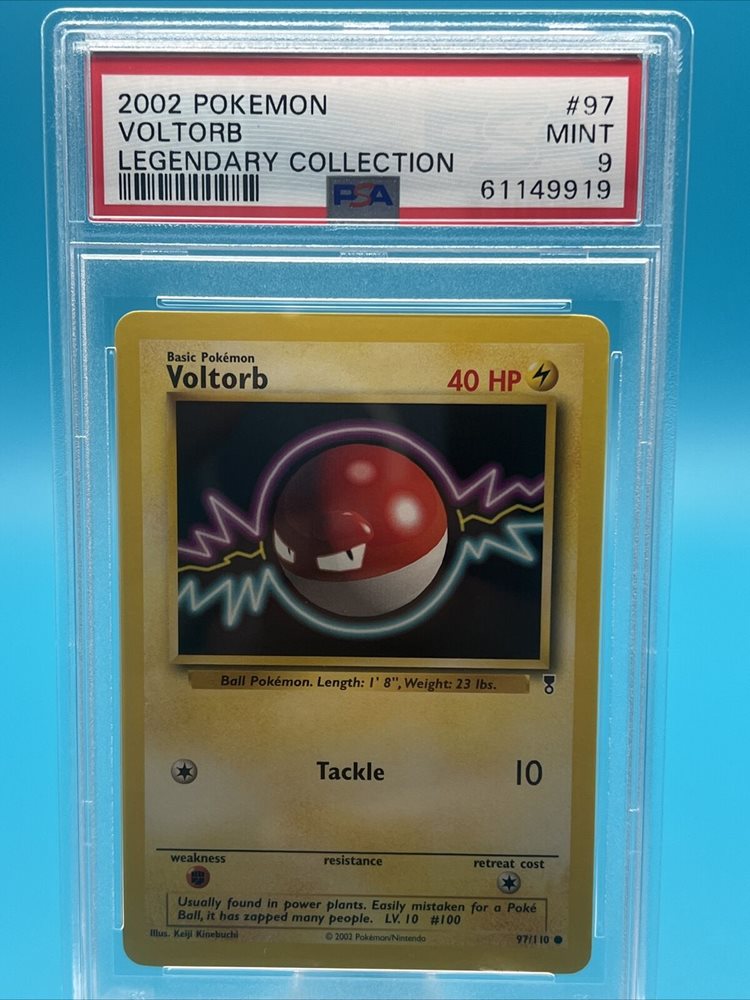 2002 POKEMON #97
VOLTORB MINT
LEGENDARY COLLECTION 9
PSA 61149919
Basic Pokémon
Voltorb 40 HP
Ball Pokémon. Length: 1' 8", Weight: 23 lbs.
Tackle 10
weakness resistance retreat cost
Usually found in power plants. Easily mistaken for a Poké
Ball, it has zapped many people. LV. 10 #100
Illus. Keiji Kinebuchi © 2002 Pokémon/Nintendo 97/110